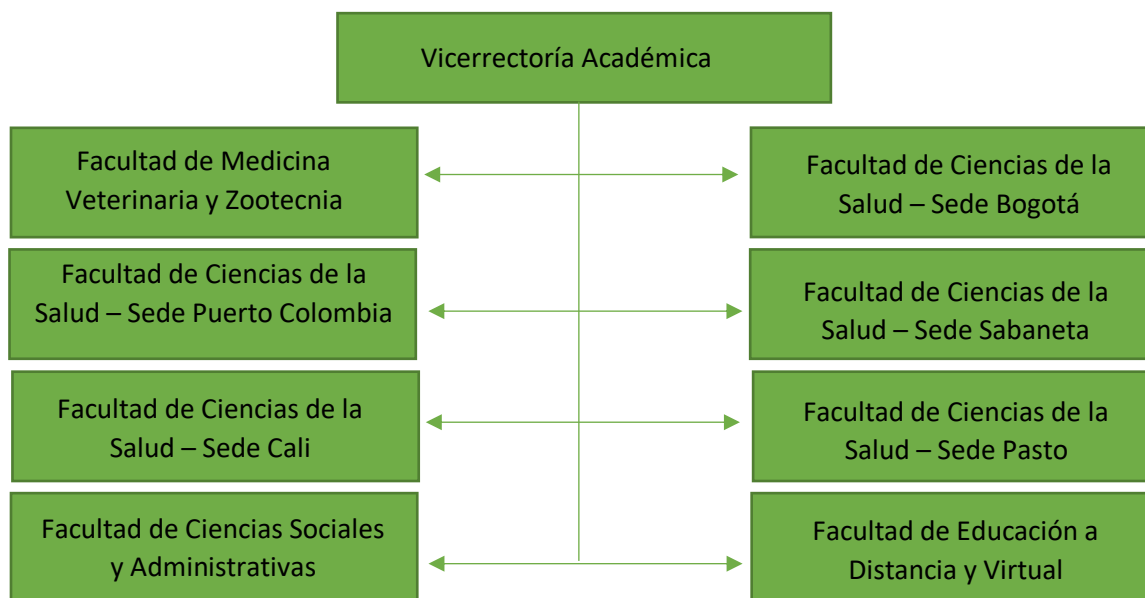 Vicerrectoría Académica
Facultad de Medicina
Veterinaria y Zootecnia
Facultad de Ciencias de la
Salud – Sede Bogotá
Facultad de Ciencias de la
Salud – Sede Puerto Colombia
Facultad de Ciencias de la
Salud – Sede Sabaneta
Facultad de Ciencias de la
Salud – Sede Cali
Facultad de Ciencias de la
Salud – Sede Pasto
Facultad de Ciencias Sociales
y Administrativas
Facultad de Educación a
Distancia y Virtual